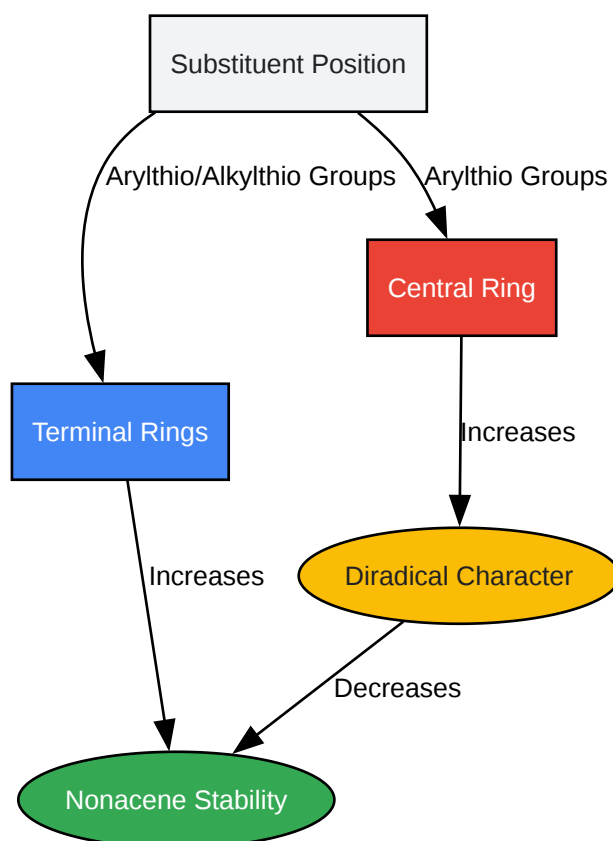 Substituent Position
Arylthio/Alkylthio Groups
Arylthio Groups
Central Ring
Terminal Rings
Increases
Diradical Character
Increases
Decreases
Nonacene Stability